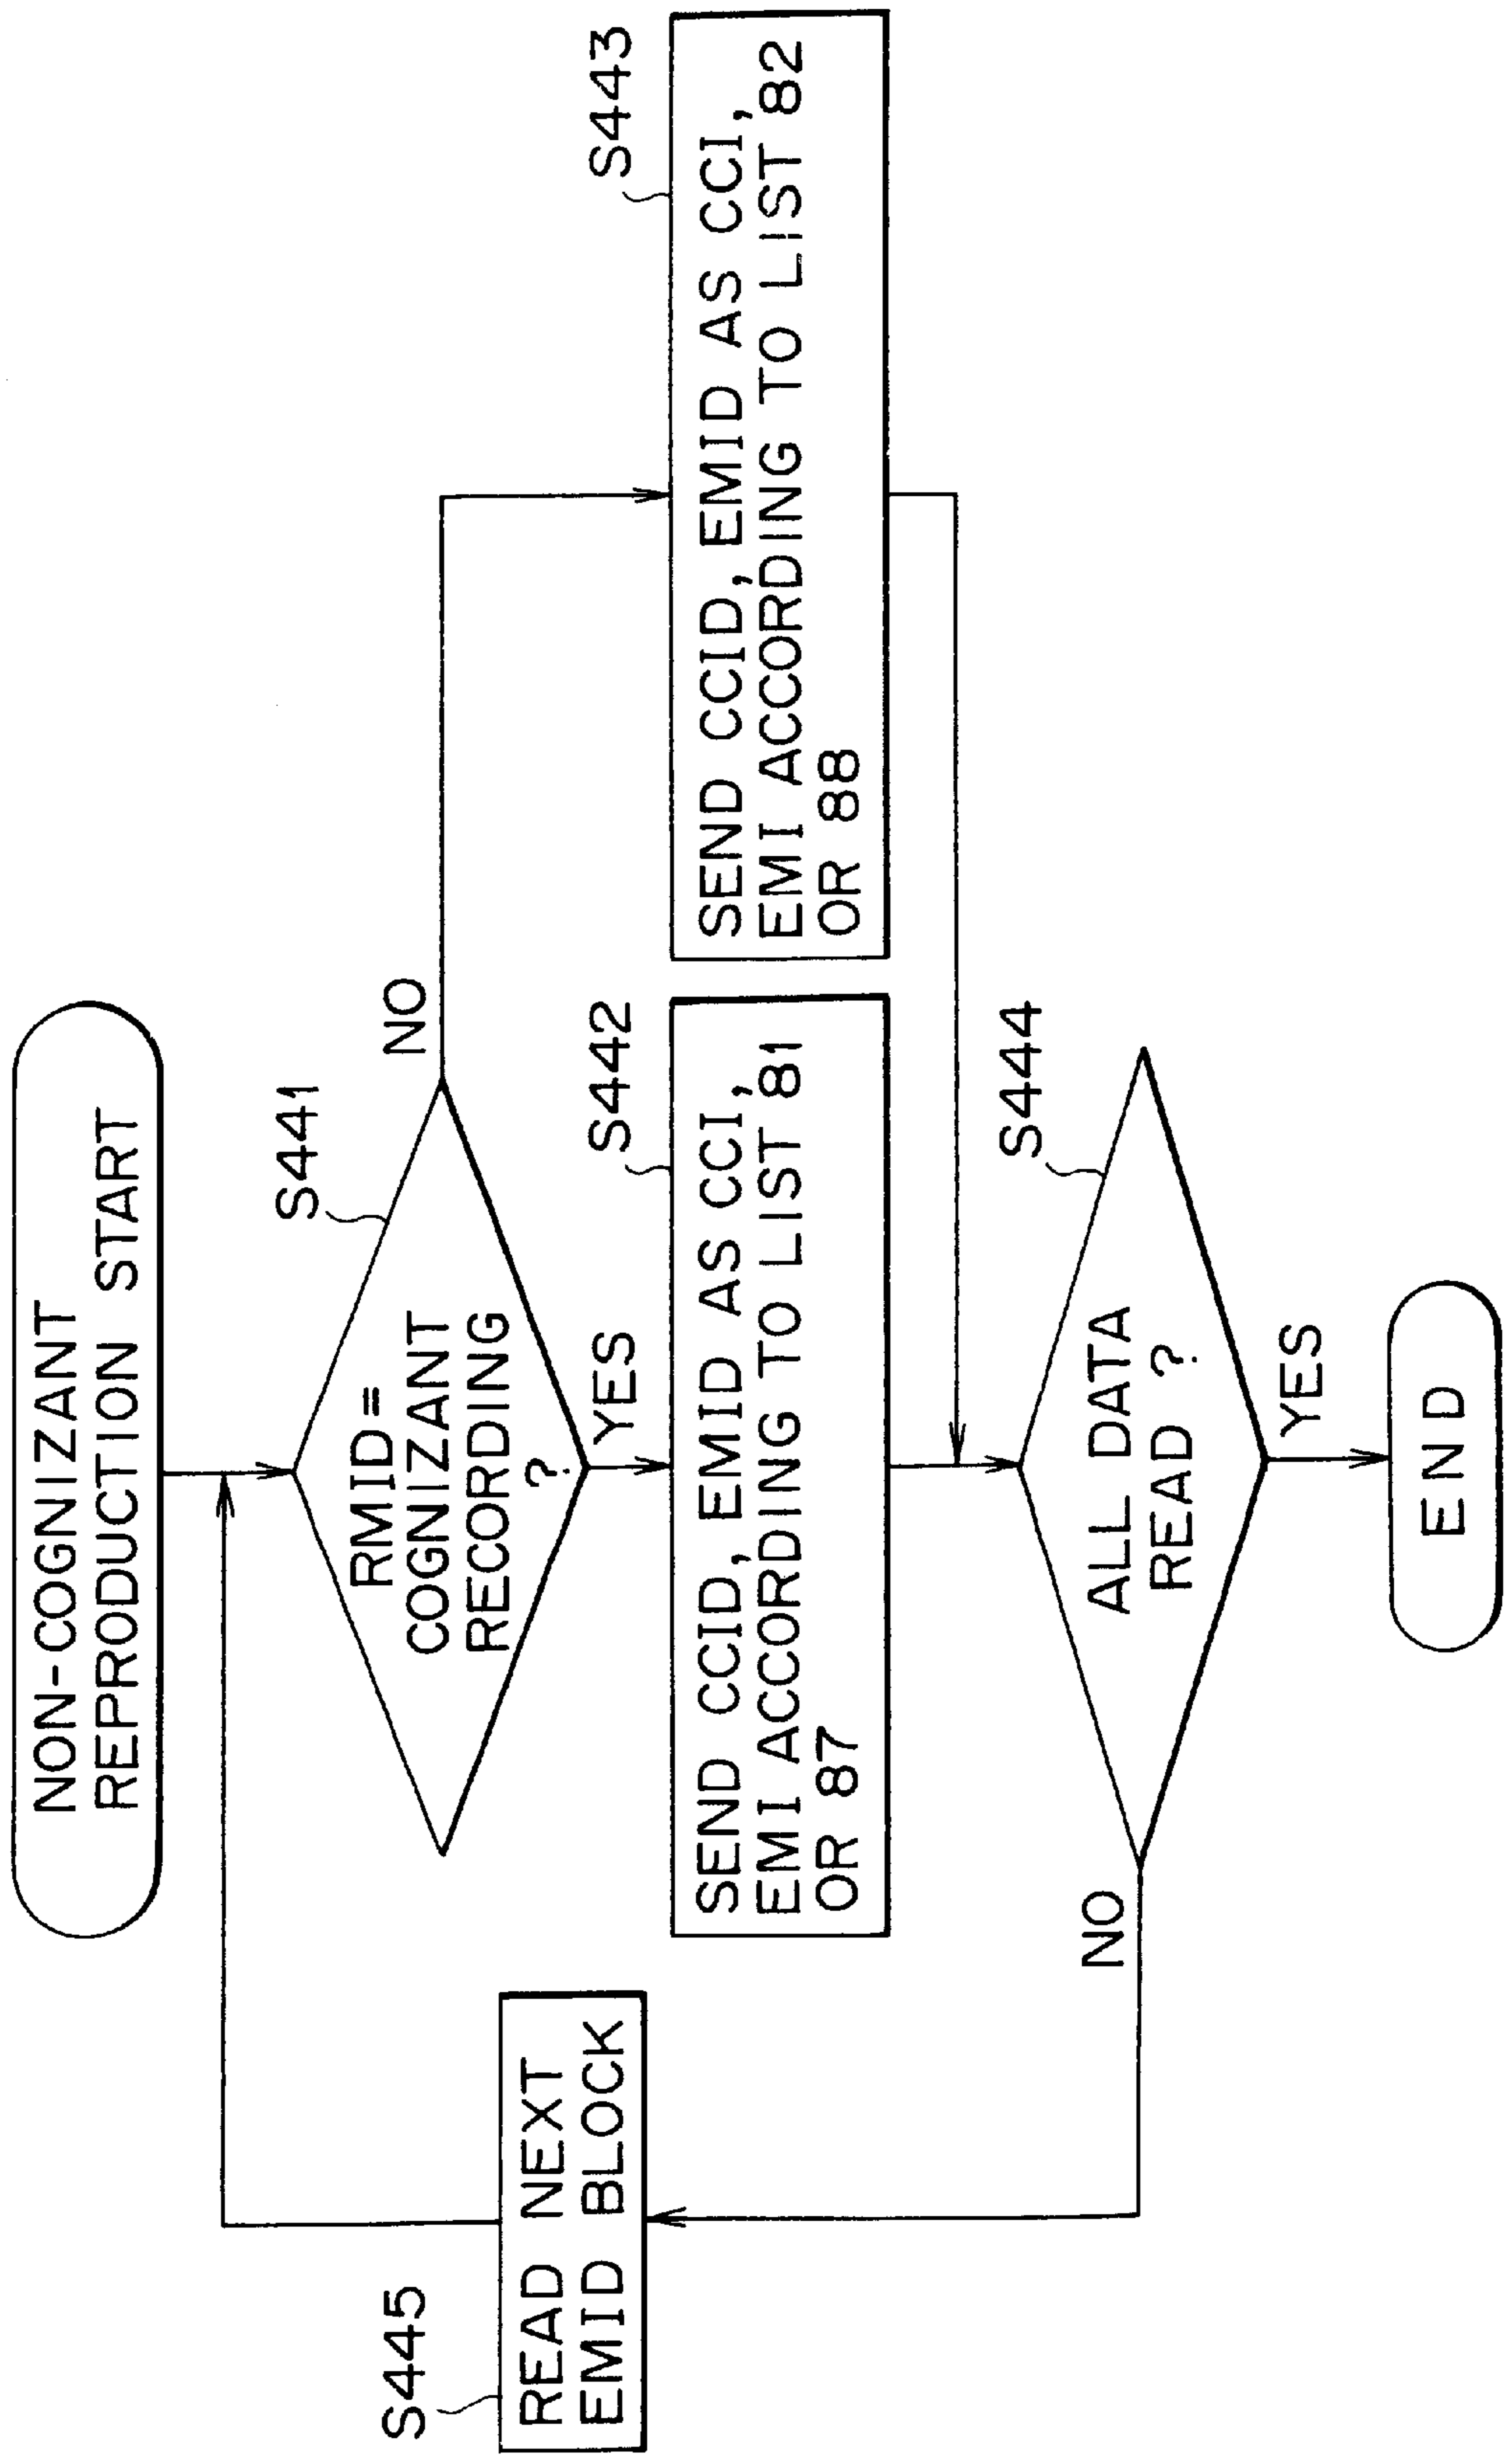 NON-COGNIZANT
REPRODUCTION START
S441
RMID=
COGNIZANT
RECORDING
?
NO
YES
S442
SEND CCID, EMID AS CCI,
EMI ACCORDING TO LIST 81
OR 87
S443
SEND CCID, EMID AS CCI,
EMI ACCORDING TO LIST 82
OR 88
S444
ALL DATA
READ ?
NO
YES
S445
READ NEXT
EMID BLOCK
END